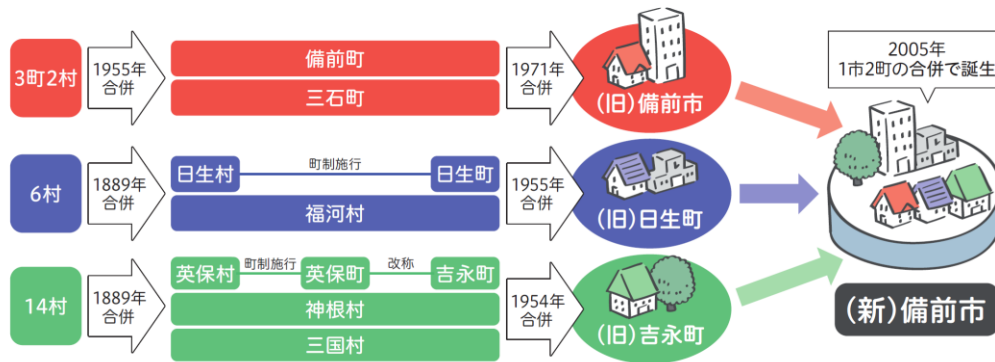 3町2村
1955年
合併
備前町
三石町
1971年
合併
(旧)備前市
6村
1889年
合併
日生村
町制施行
日生町
福河村
1955年
合併
(旧)日生町
14村
1889年
合併
英保村
町制施行
英保町
改称
吉永町
神根村
三国村
1954年
合併
(旧)吉永町
2005年
1市2町の合併で誕生
(新)備前市